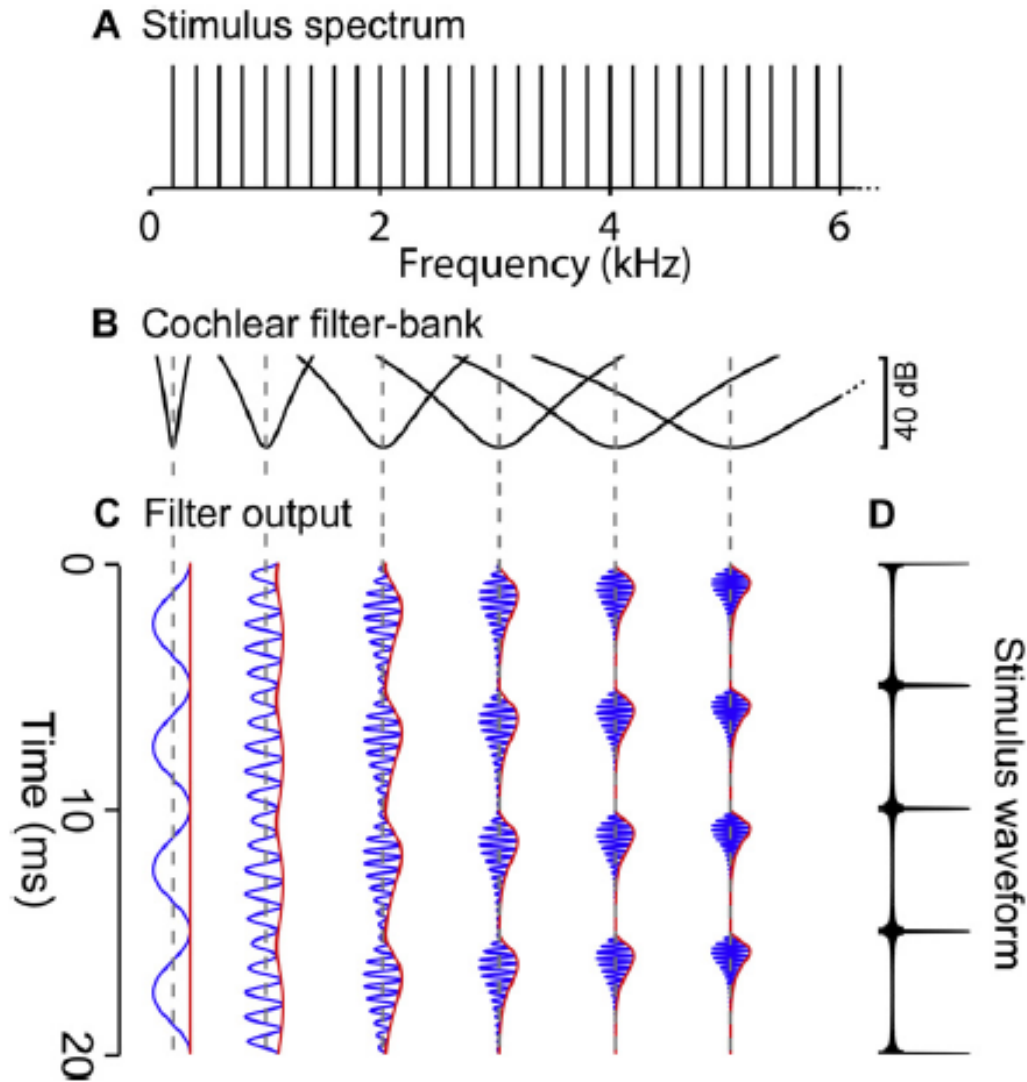 A Stimulus spectrum
0 2 4 6
Frequency (kHz)
B Cochlear filter-bank
40 dB
C Filter output
D
0
10
20
Time (ms)
Stimulus waveform